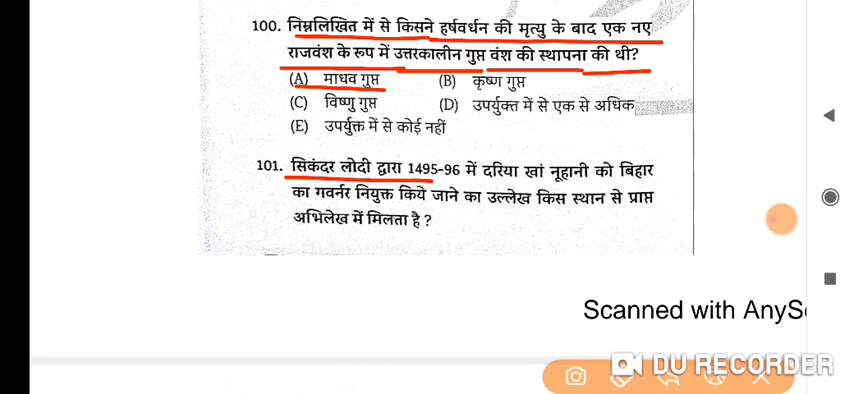 100. निम्नलिखित में से किसने हर्षवर्धन की मृत्यु के बाद एक नए
राजवंश के रूप में उत्तरकालीन गुप्त वंश की स्थापना की थी?
(A) माधव गुप्त (B) कृष्ण गुप्त
(C) विष्णु गुप्त (D) उपर्युक्त में से एक से अधिक
(E) उपर्युक्त में से कोई नहीं
101. सिकंदर लोदी द्वारा 1495-96 में दरिया खां नूहानी को बिहार
का गवर्नर नियुक्त किये जाने का उल्लेख किस स्थान से प्राप्त
अभिलेख में मिलता है ?
Scanned with AnyS
DU RECORDER